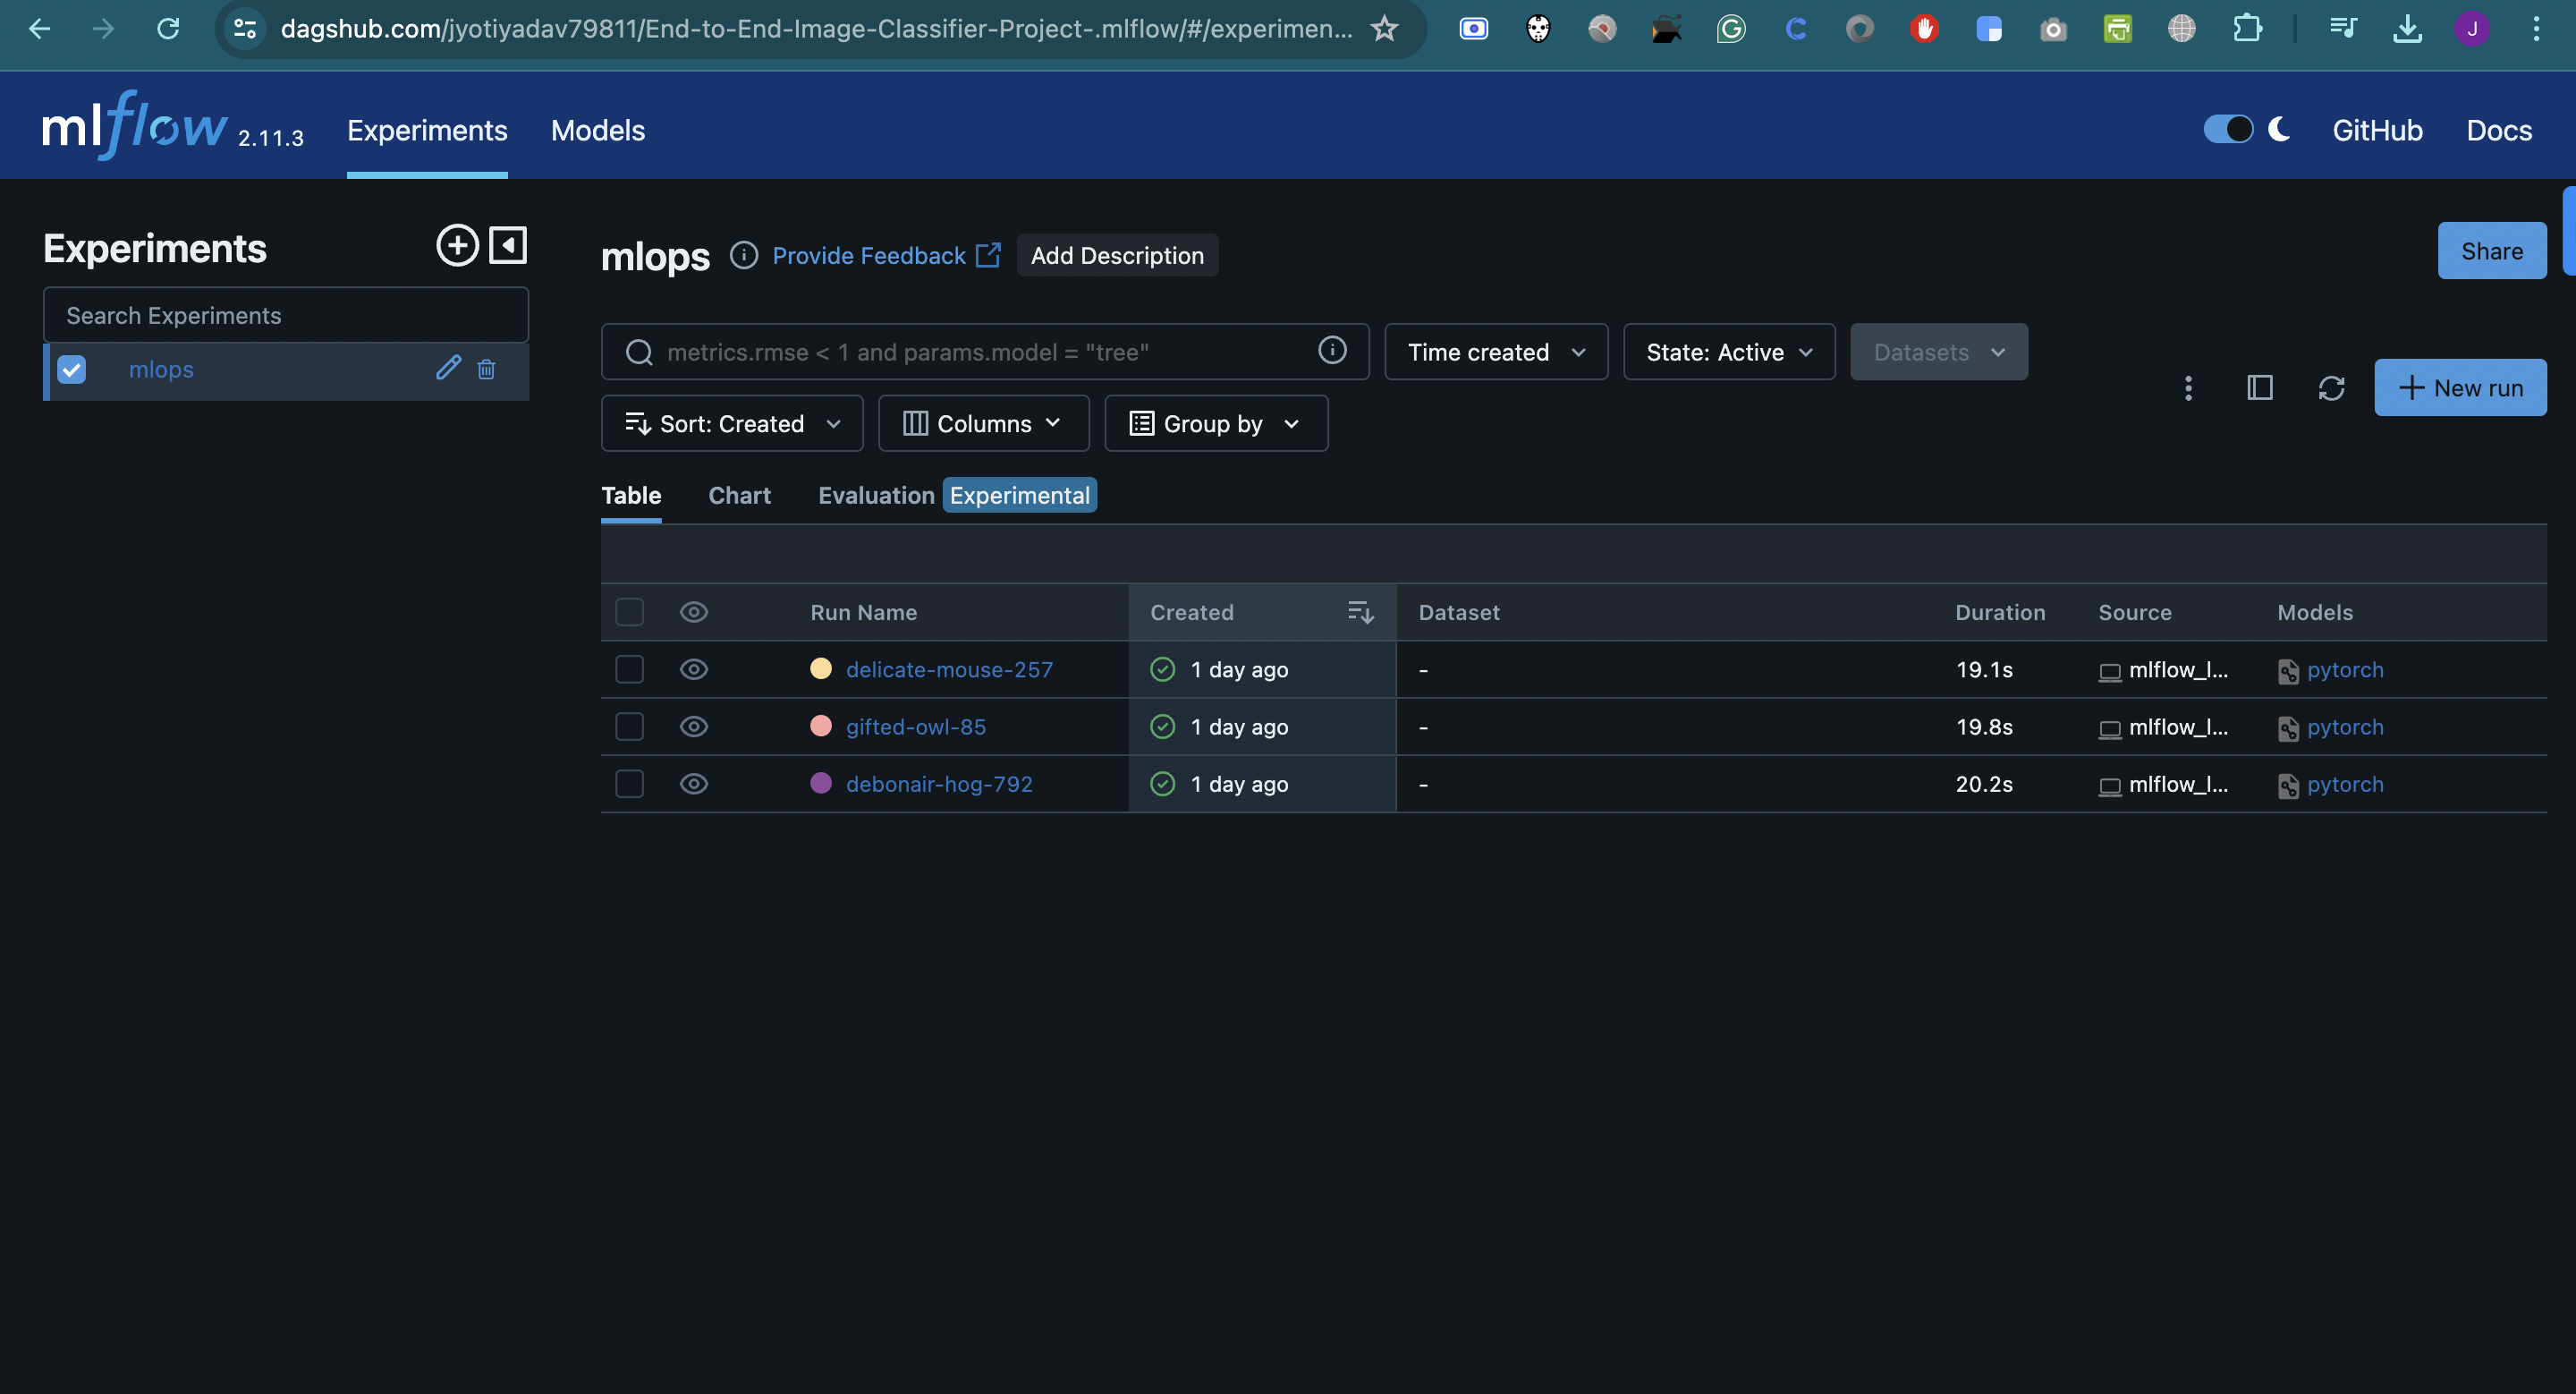 dagshub.com/jyotiyadav79811/End-to-End-Image-Classifier-Project-.mlflow/#/experimen...
J
mlflow 2.11.3
Experiments
Models
GitHub
Docs
Experiments
Search Experiments
mlops
mlops
Provide Feedback
Add Description
Share
metrics.rmse < 1 and params.model = "tree"
Time created
State: Active
Datasets
New run
Sort: Created
Columns
Group by
Table
Chart
Evaluation Experimental
Run Name Created Dataset Duration Source Models
delicate-mouse-257 1 day ago - 19.1s mlflow_l... pytorch
gifted-owl-85 1 day ago - 19.8s mlflow_l... pytorch
debonair-hog-792 1 day ago - 20.2s mlflow_l... pytorch